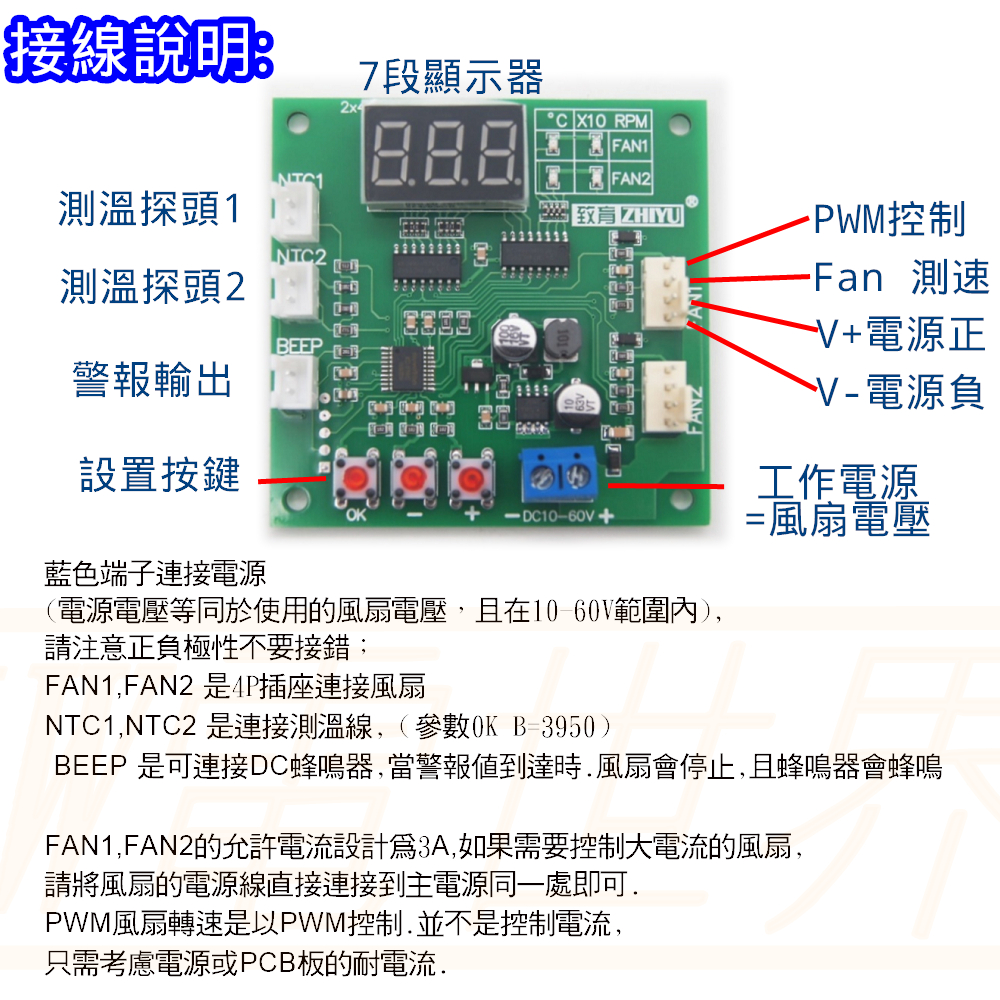 接線說明:
7段顯示器
2x4
°C X10 RPM
FAN1
FAN2
致育 ZHIYU ®
NTC1
測溫探頭1
PWM控制
NTC2
測溫探頭2
Fan 測速
FAN1
V+電源正
BEEP
警報輸出
V-電源負
FAN2
設置按鍵
OK − +
−DC10-60V+
工作電源
=風扇電壓
100
16V
VT
101
10
63V
VT
藍色端子連接電源
(電源電壓等同於使用的風扇電壓，且在10-60V範圍內),
請注意正負極性不要接錯；
FAN1,FAN2 是4P插座連接風扇
NTC1,NTC2 是連接測溫線,（參數0K B=3950）
BEEP 是可連接DC蜂鳴器,當警報值到達時.風扇會停止,且蜂鳴器會蜂鳴
FAN1,FAN2的允許電流設計爲3A,如果需要控制大電流的風扇,
請將風扇的電源線直接連接到主電源同一處即可.
PWM風扇轉速是以PWM控制.並不是控制電流,
只需考慮電源或PCB板的耐電流.